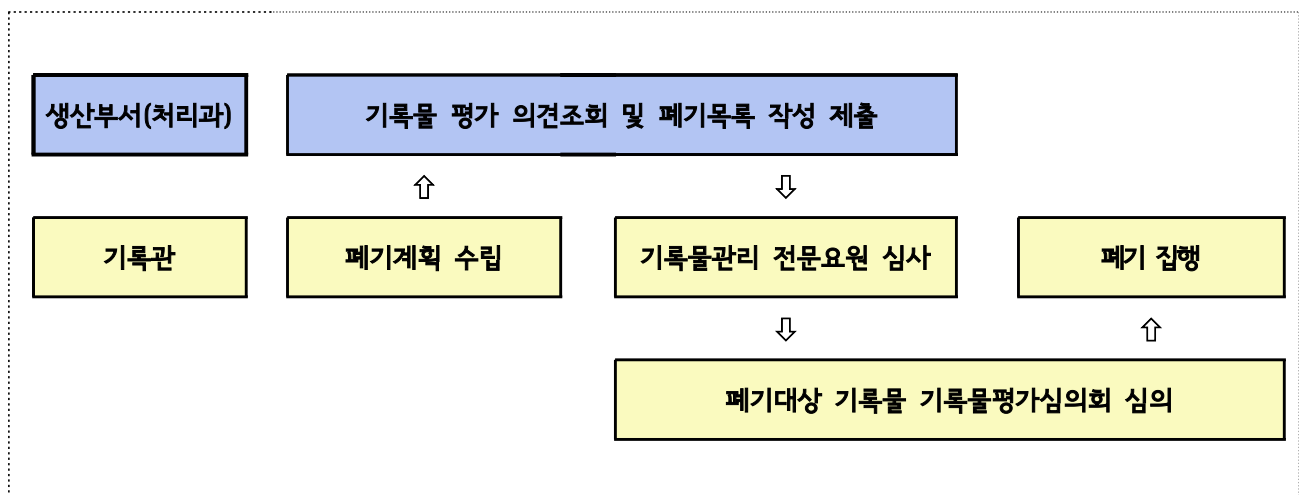 생산부서(처리과)
기록물 평가 의견조회 및 폐기목록 작성 제출
기록관
폐기계획 수립
기록물관리 전문요원 심사
폐기 집행
폐기대상 기록물 기록물평가심의회 심의